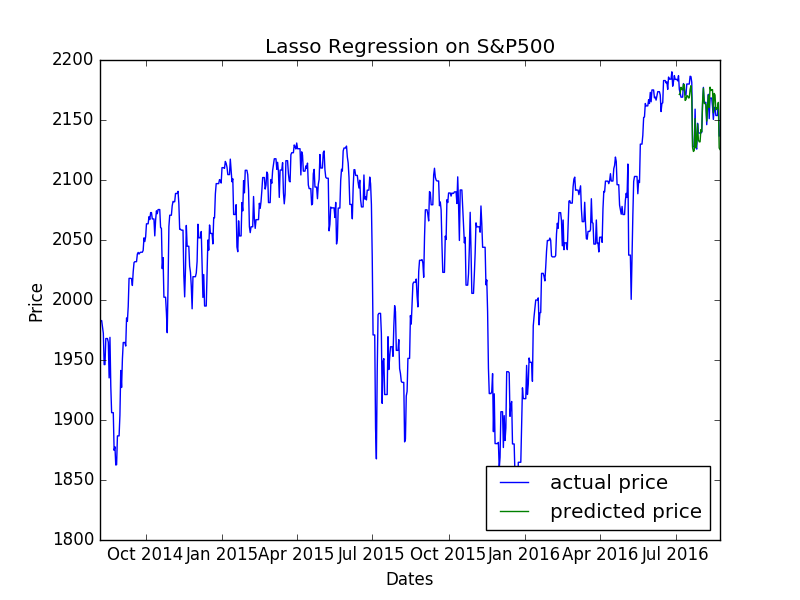 Lasso Regression on S&P500
2200
2150
2100
2050
2000
1950
1900
1850
1800
Price
actual price
predicted price
Oct 2014 Jan 2015 Apr 2015 Jul 2015 Oct 2015 Jan 2016 Apr 2016 Jul 2016
Dates